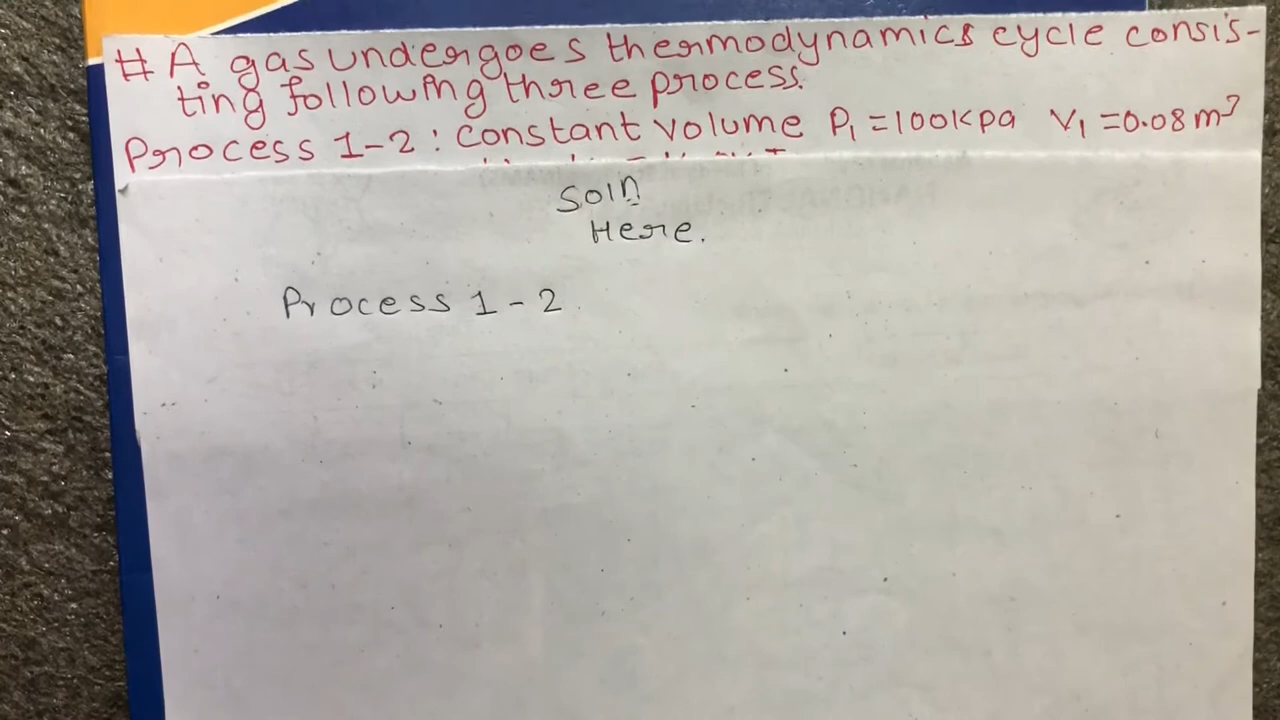 # A gas undergoes thermodynamics cycle consis-
ting following three process.
Process 1-2 : Constant volume P₁ = 100kpa V₁ = 0.08 m³
Soln
Here.
Process 1-2